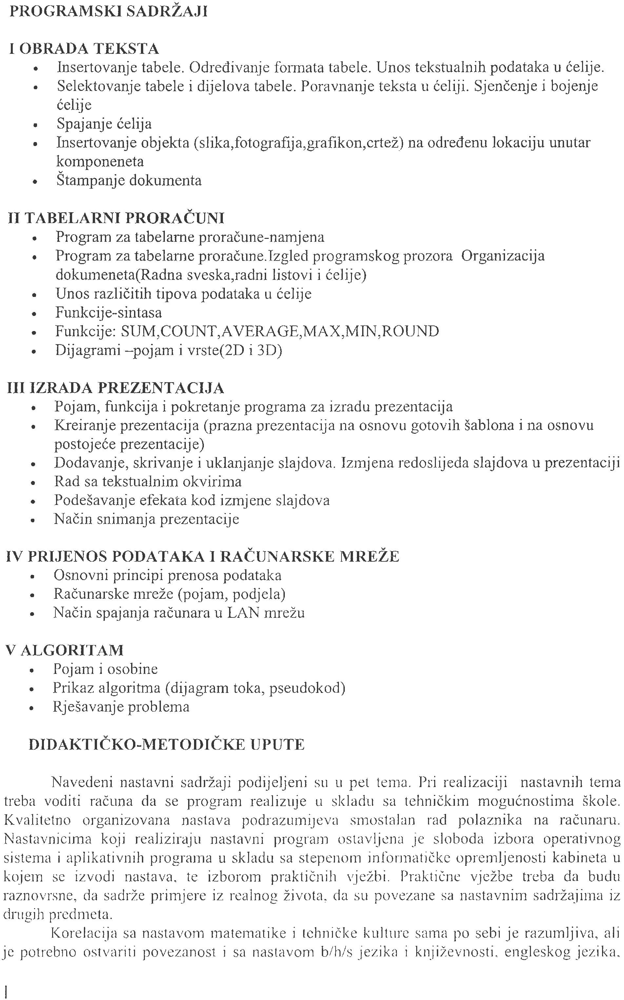 PROGRAMSKI SADRŽAJI
I OBRADA TEKSTA
• Insertovanje tabele. Određivanje formata tabele. Unos tekstualnih podataka u ćelije.
• Selektovanje tabele i dijelova tabele. Poravnanje teksta u ćeliji. Sjenčenje i bojenje
ćelije
• Spajanje ćelija
• Insertovanje objekta (slika,fotografija,grafikon,crtež) na određenu lokaciju unutar
komponeneta
• Štampanje dokumenta
II TABELARNI PRORAČUNI
• Program za tabelarne proračune-namjena
• Program za tabelarne proračune.Izgled programskog prozora Organizacija
dokumeneta(Radna sveska,radni listovi i ćelije)
• Unos različitih tipova podataka u ćelije
• Funkcije-sintasa
• Funkcije: SUM,COUNT,AVERAGE,MAX,MIN,ROUND
• Dijagrami –pojam i vrste(2D i 3D)
III IZRADA PREZENTACIJA
• Pojam, funkcija i pokretanje programa za izradu prezentacija
• Kreiranje prezentacija (prazna prezentacija na osnovu gotovih šablona i na osnovu
postojeće prezentacije)
• Dodavanje, skrivanje i uklanjanje slajdova. Izmjena redoslijeda slajdova u prezentaciji
• Rad sa tekstualnim okvirima
• Podešavanje efekata kod izmjene slajdova
• Način snimanja prezentacije
IV PRIJENOS PODATAKA I RAČUNARSKE MREŽE
• Osnovni principi prenosa podataka
• Računarske mreže (pojam, podjela)
• Način spajanja računara u LAN mrežu
V ALGORITAM
• Pojam i osobine
• Prikaz algoritma (dijagram toka, pseudokod)
• Rješavanje problema
DIDAKTIČKO-METODIČKE UPUTE
Navedeni nastavni sadržaji podijeljeni su u pet tema. Pri realizaciji nastavnih tema
treba voditi računa da se program realizuje u skladu sa tehničkim mogućnostima škole.
Kvalitetno organizovana nastava podrazumijeva smostalan rad polaznika na računaru.
Nastavnicima koji realiziraju nastavni program ostavljena je sloboda izbora operativnog
sistema i aplikativnih programa u skladu sa stepenom informatičke opremljenosti kabineta u
kojem se izvodi nastava, te izborom praktičnih vježbi. Praktične vježbe treba da budu
raznovrsne, da sadrže primjere iz realnog života, da su povezane sa nastavnim sadržajima iz
drugih predmeta.
Korelacija sa nastavom matematike i tehničke kulture sama po sebi je razumljiva, ali
je potrebno ostvariti povezanost i sa nastavom b/h/s jezika i književnosti, engleskog jezika,